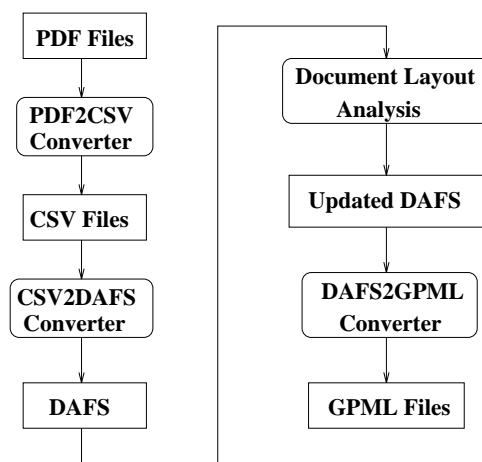 PDF Files
PDF2CSV
Converter
CSV Files
CSV2DAFS
Converter
DAFS
Document Layout
Analysis
Updated DAFS
DAFS2GPML
Converter
GPML Files